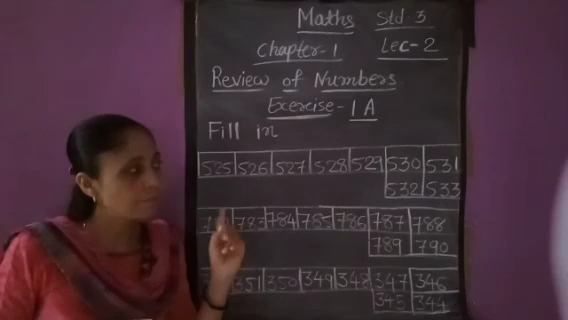 Maths Std-3
Chapter-1 Lec-2
Review of Numbers
Exercise-1A
Fill in
525 526 527 528 529 530 531
532 533
783 784 785 786 787 788
789 790
351 350 349 348 347 346
345 344